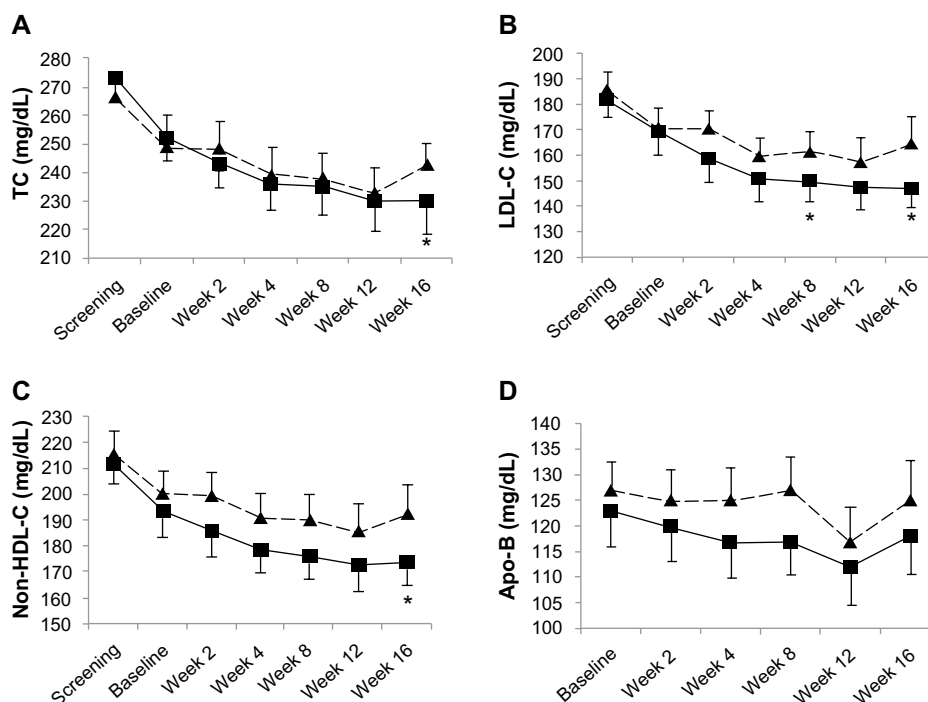 A
TC (mg/dL)
280
270
260
250
240
230
220
210
Screening
Baseline
Week 2
Week 4
Week 8
Week 12
Week 16
*
B
LDL-C (mg/dL)
200
190
180
170
160
150
140
130
120
Screening
Baseline
Week 2
Week 4
Week 8
Week 12
Week 16
*
*
C
Non-HDL-C (mg/dL)
230
220
210
200
190
180
170
160
150
Screening
Baseline
Week 2
Week 4
Week 8
Week 12
Week 16
*
D
Apo-B (mg/dL)
140
135
130
125
120
115
110
105
100
Baseline
Week 2
Week 4
Week 8
Week 12
Week 16